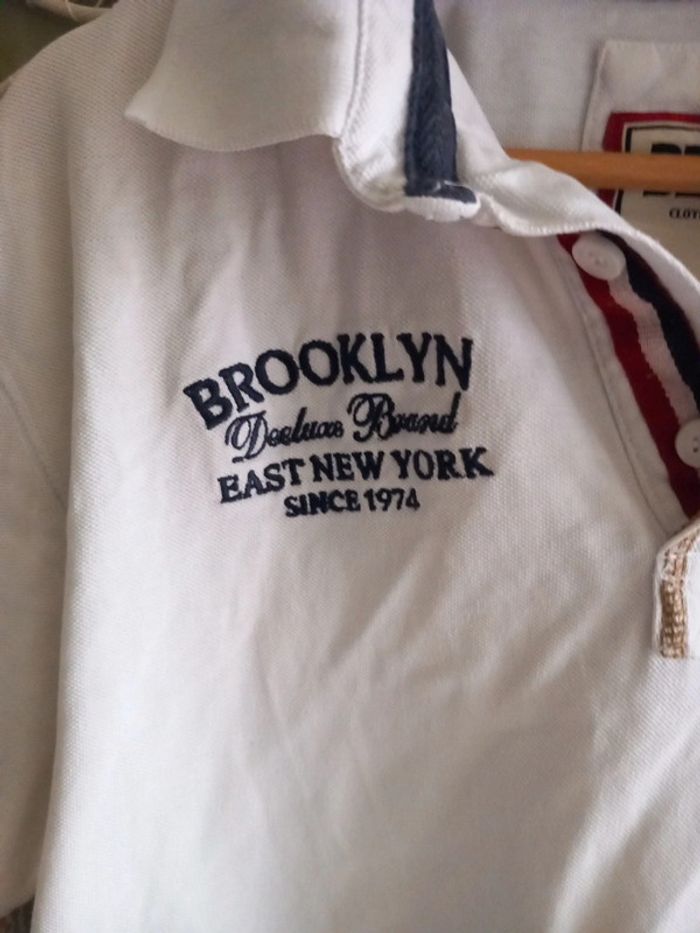 BROOKLYN
Deeluxe Brand
EAST NEW YORK
SINCE 1974